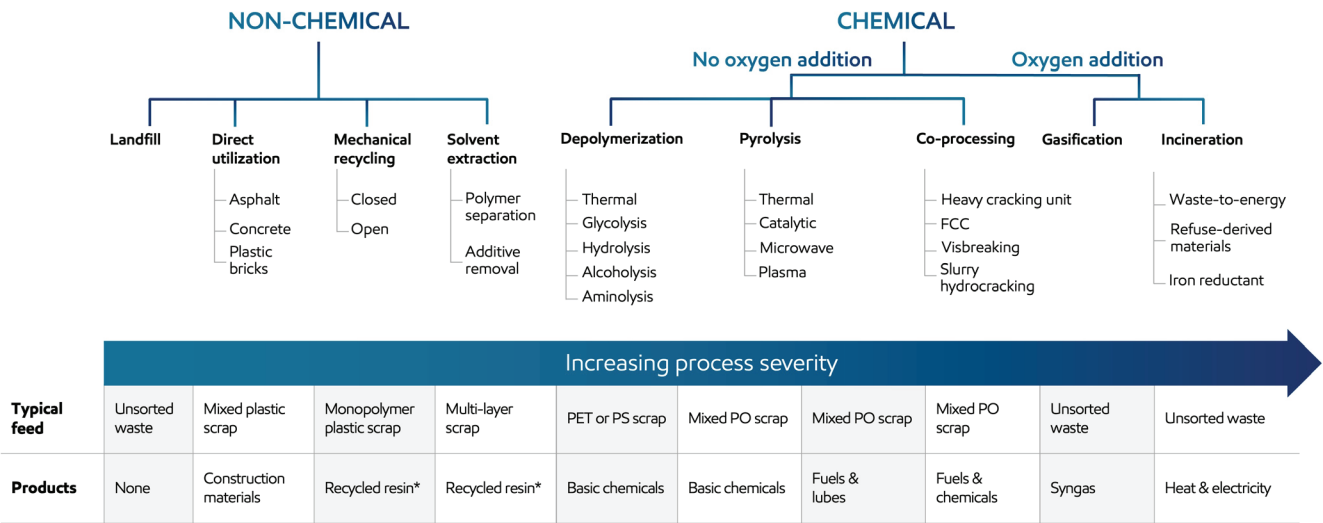 NON-CHEMICAL
CHEMICAL
No oxygen addition
Oxygen addition
Landfill
Direct
utilization
Asphalt
Concrete
Plastic
bricks
Mechanical
recycling
Closed
Open
Solvent
extraction
Polymer
separation
Additive
removal
Depolymerization
Thermal
Glycolysis
Hydrolysis
Alcoholysis
Aminolysis
Pyrolysis
Thermal
Catalytic
Microwave
Plasma
Co-processing
Heavy cracking unit
FCC
Visbreaking
Slurry
hydrocracking
Gasification
Incineration
Waste-to-energy
Refuse-derived
materials
Iron reductant
Increasing process severity
Typical
feed
Unsorted
waste
Mixed plastic
scrap
Monopolymer
plastic scrap
Multi-layer
scrap
PET or PS scrap
Mixed PO scrap
Mixed PO scrap
Mixed PO
scrap
Unsorted
waste
Unsorted waste
Products
None
Construction
materials
Recycled resin*
Recycled resin*
Basic chemicals
Basic chemicals
Fuels &
lubes
Fuels &
chemicals
Syngas
Heat & electricity